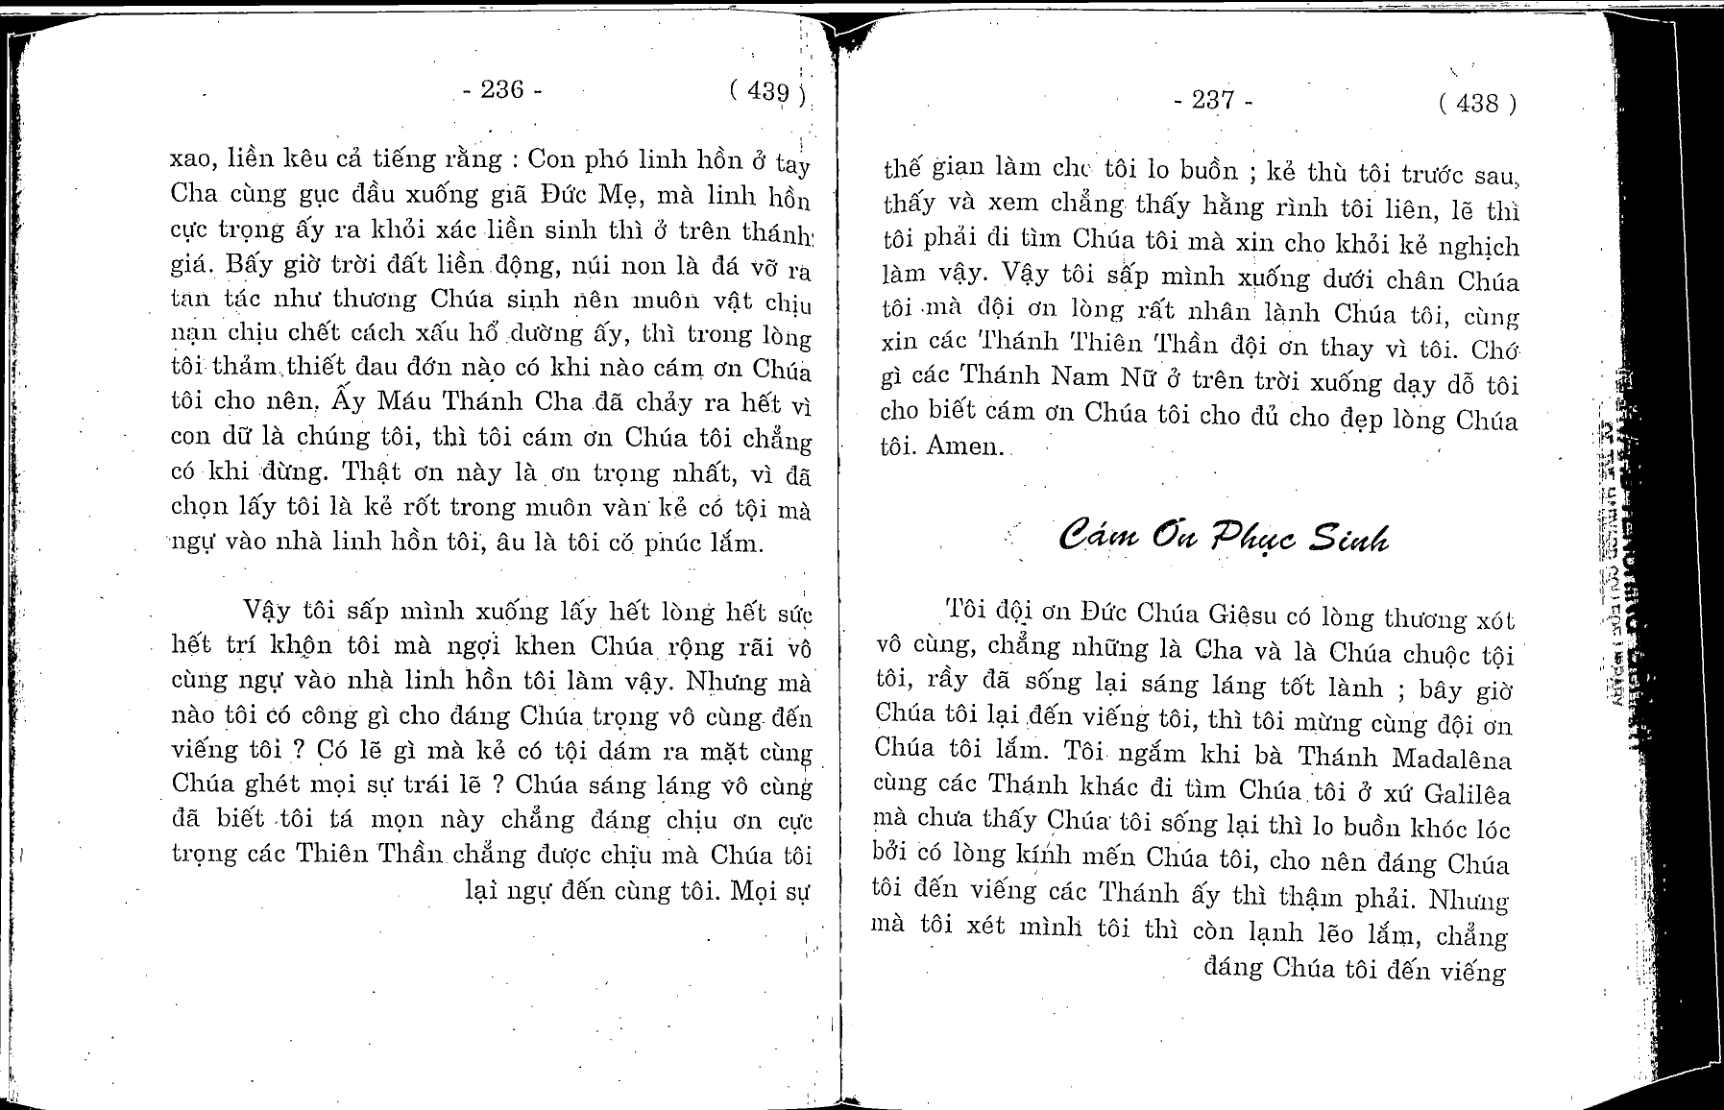 - 236 - ( 439 )
xao, liền kêu cả tiếng rằng : Con phó linh hồn ở tay
Cha cùng gục đầu xuống giã Đức Mẹ, mà linh hồn
cực trọng ấy ra khỏi xác liền sinh thì ở trên thánh
giá. Bấy giờ trời đất liền động, núi non là đá vỡ ra
tan tác như thương Chúa sinh nên muôn vật chịu
nạn chịu chết cách xấu hổ dường ấy, thì trong lòng
tôi thảm thiết đau đớn nào có khi nào cám ơn Chúa
tôi cho nên. Ấy Máu Thánh Cha đã chảy ra hết vì
con dữ là chúng tôi, thì tôi cám ơn Chúa tôi chẳng
có khi đừng. Thật ơn này là ơn trọng nhất, vì đã
chọn lấy tôi là kẻ rốt trong muôn vàn kẻ có tội mà
ngự vào nhà linh hồn tôi, âu là tôi có phúc lắm.
Vậy tôi sấp mình xuống lấy hết lòng hết sức
hết trí khôn tôi mà ngợi khen Chúa rộng rãi vô
cùng ngự vào nhà linh hồn tôi làm vậy. Nhưng mà
nào tôi có công gì cho đáng Chúa trọng vô cùng đến
viếng tôi ? Có lẽ gì mà kẻ có tội dám ra mặt cùng
Chúa ghét mọi sự trái lẽ ? Chúa sáng láng vô cùng
đã biết tôi tá mọn này chẳng đáng chịu ơn cực
trọng các Thiên Thần chẳng được chịu mà Chúa tôi
lại ngự đến cùng tôi. Mọi sự
- 237 - ( 438 )
thế gian làm cho tôi lo buồn ; kẻ thù tôi trước sau,
thấy và xem chẳng thấy hằng rình tôi liên, lẽ thì
tôi phải đi tìm Chúa tôi mà xin cho khỏi kẻ nghịch
làm vậy. Vậy tôi sấp mình xuống dưới chân Chúa
tôi mà đội ơn lòng rất nhân lành Chúa tôi, cùng
xin các Thánh Thiên Thần đội ơn thay vì tôi. Chớ
gì các Thánh Nam Nữ ở trên trời xuống dạy dỗ tôi
cho biết cám ơn Chúa tôi cho đủ cho đẹp lòng Chúa
tôi. Amen.
Cám Ơn Phục Sinh
Tôi đội ơn Đức Chúa Giêsu có lòng thương xót
vô cùng, chẳng những là Cha và là Chúa chuộc tội
tôi, rầy đã sống lại sáng láng tốt lành ; bây giờ
Chúa tôi lại đến viếng tôi, thì tôi mừng cùng đội ơn
Chúa tôi lắm. Tôi ngắm khi bà Thánh Madalêna
cùng các Thánh khác đi tìm Chúa tôi ở xứ Galilêa
mà chưa thấy Chúa tôi sống lại thì lo buồn khóc lóc
bởi có lòng kính mến Chúa tôi, cho nên đáng Chúa
tôi đến viếng các Thánh ấy thì thậm phải. Nhưng
mà tôi xét mình tôi thì còn lạnh lẽo lắm, chẳng
đáng Chúa tôi đến viếng